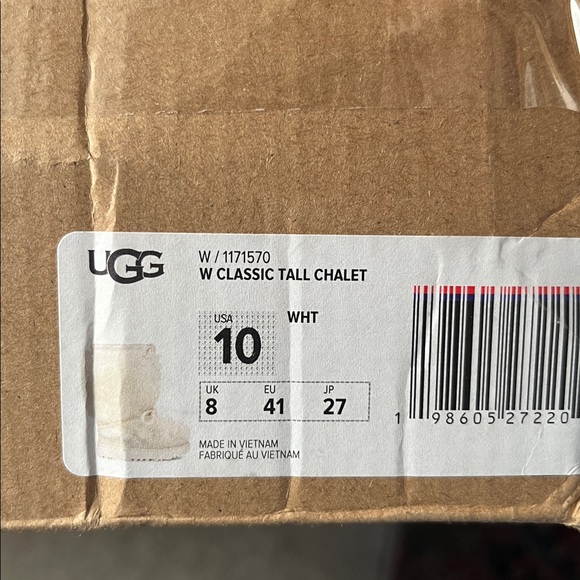 UGG
W / 1171570
W CLASSIC TALL CHALET
USA
WHT
10
UK EU JP
8 41 27
MADE IN VIETNAM
FABRIQUÉ AU VIETNAM
1 98605 27220